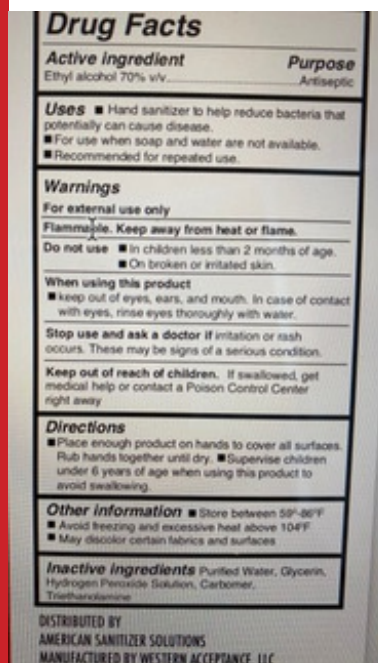 Drug Facts
Active ingredient Purpose
Ethyl alcohol 70% v/v Antiseptic
Uses ■ Hand sanitizer to help reduce bacteria that
potentially can cause disease.
■ For use when soap and water are not available.
■ Recommended for repeated use.
Warnings
For external use only
Flammable. Keep away from heat or flame.
Do not use ■ In children less than 2 months of age.
■ On broken or irritated skin.
When using this product
■ keep out of eyes, ears, and mouth. In case of contact
with eyes, rinse eyes thoroughly with water.
Stop use and ask a doctor if irritation or rash
occurs. These may be signs of a serious condition.
Keep out of reach of children. If swallowed, get
medical help or contact a Poison Control Center
right away
Directions
■ Place enough product on hands to cover all surfaces.
Rub hands together until dry. ■ Supervise children
under 6 years of age when using this product to
avoid swallowing.
Other information ■ Store between 59º-86ºF
■ Avoid freezing and excessive heat above 104ºF
■ May discolor certain fabrics and surfaces
Inactive ingredients Purified Water, Glycerin,
Hydrogen Peroxide Solution, Carbomer,
Triethanolamine
DISTRIBUTED BY
AMERICAN SANITIZER SOLUTIONS
MANUFACTURED BY WESTERN ACCEPTANCE, LLC